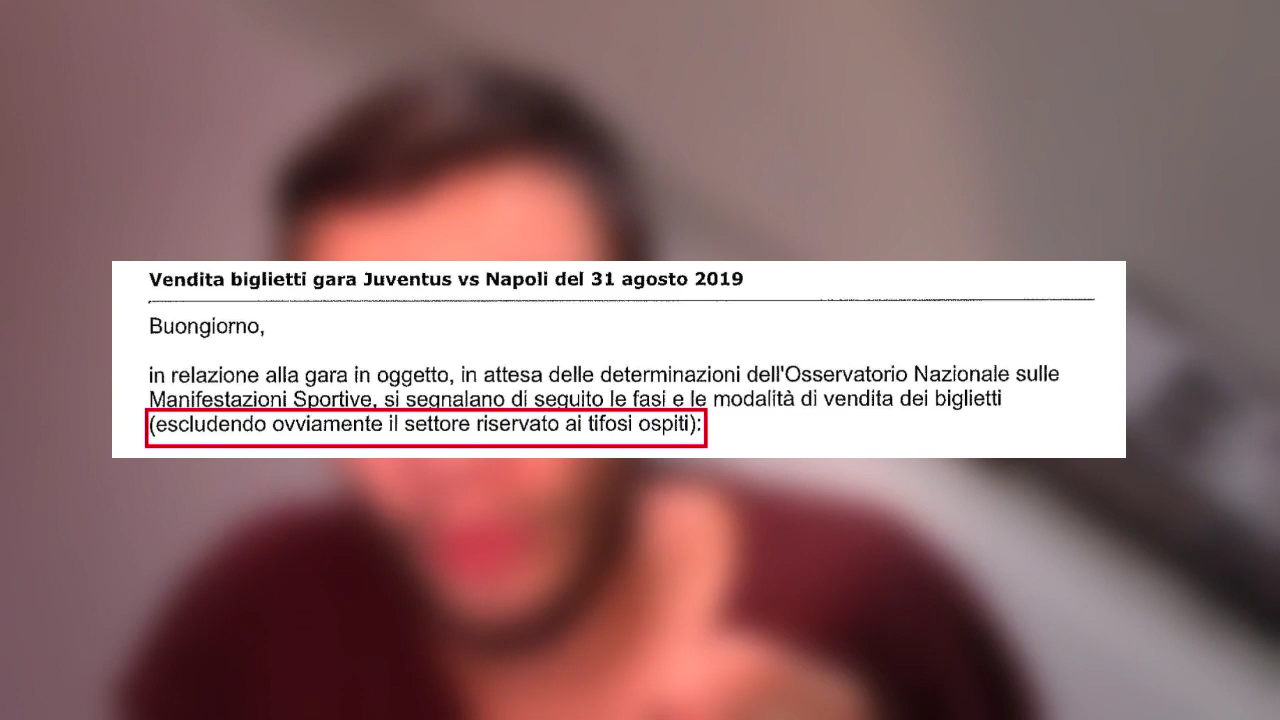 Vendita biglietti gara Juventus vs Napoli del 31 agosto 2019
Buongiorno,
in relazione alla gara in oggetto, in attesa delle determinazioni dell'Osservatorio Nazionale sulle
Manifestazioni Sportive, si segnalano di seguito le fasi e le modalità di vendita dei biglietti
(escludendo ovviamente il settore riservato ai tifosi ospiti):